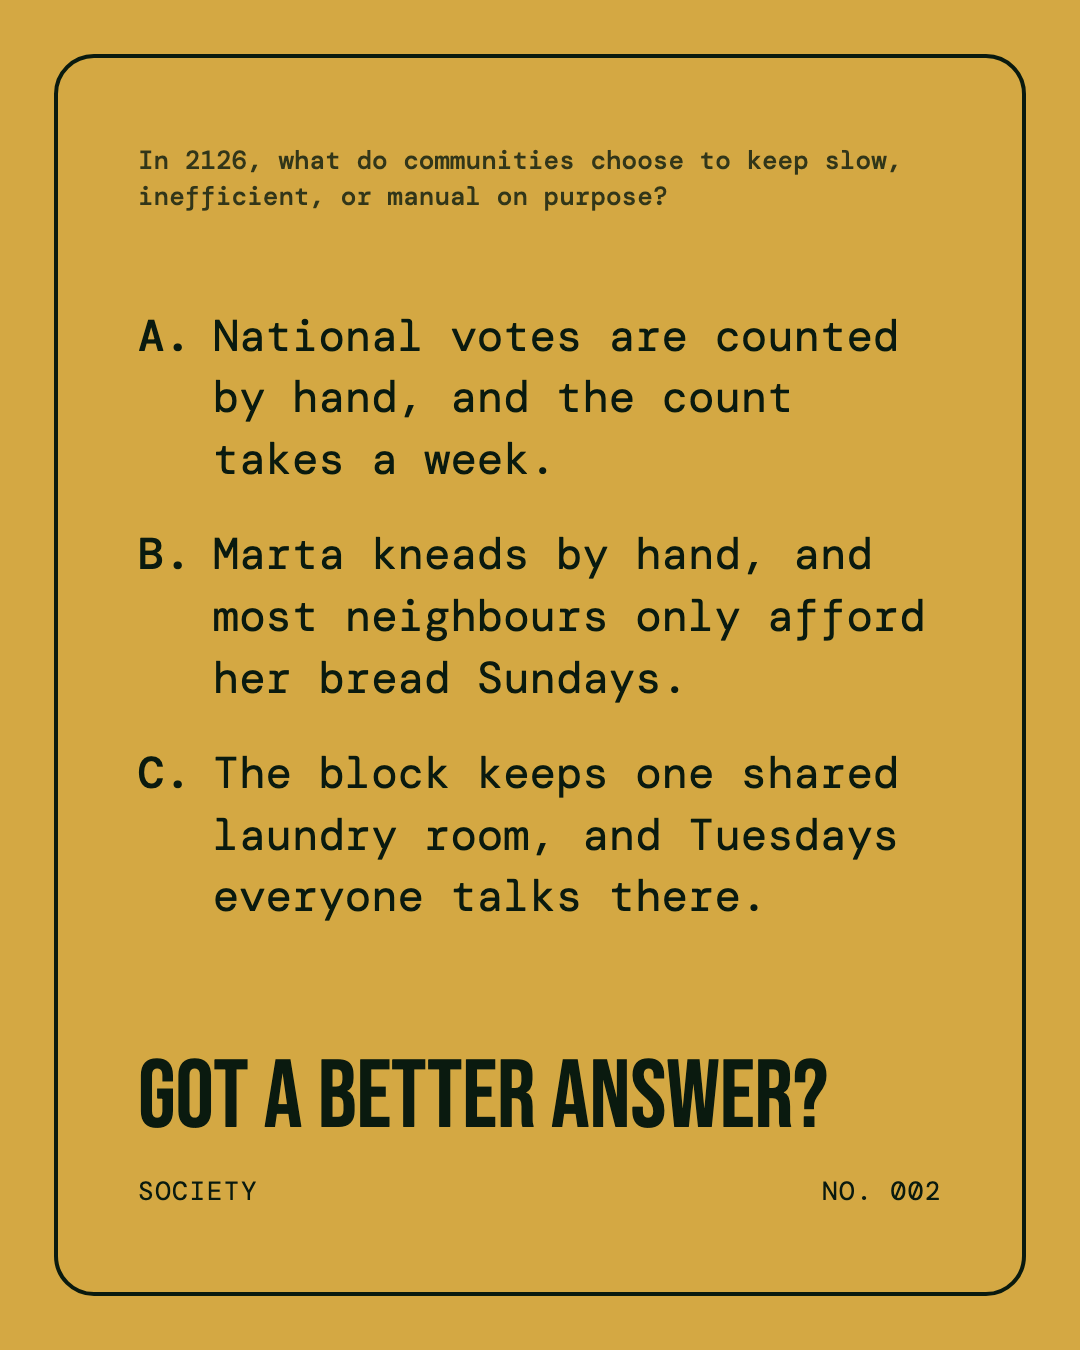 In 2126, what do communities choose to keep slow,
inefficient, or manual on purpose?
A. National votes are counted
by hand, and the count
takes a week.
B. Marta kneads by hand, and
most neighbours only afford
her bread Sundays.
C. The block keeps one shared
laundry room, and Tuesdays
everyone talks there.
GOT A BETTER ANSWER?
SOCIETY
NO. 002